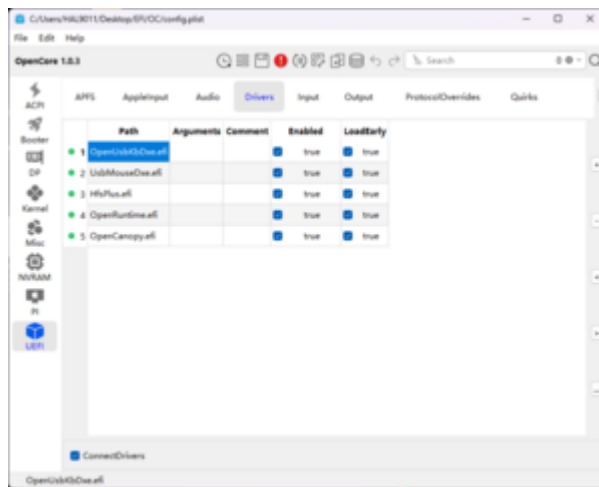 C:/Users/HAL9011/Desktop/EFI/OC/config.plist
File Edit Help
OpenCore 1.0.3
Search
0
ACPI
Booter
DP
Kernel
Misc
NVRAM
PI
UEFI
APFS AppleInput Audio Drivers Input Output ProtocolOverrides Quirks
Path Arguments Comment Enabled LoadEarly
1 OpenUsbKbDxe.efi true true
2 UsbMouseDxe.efi true true
3 HfsPlus.efi true true
4 OpenRuntime.efi true true
5 OpenCanopy.efi true true
ConnectDrivers
OpenUsbKbDxe.efi